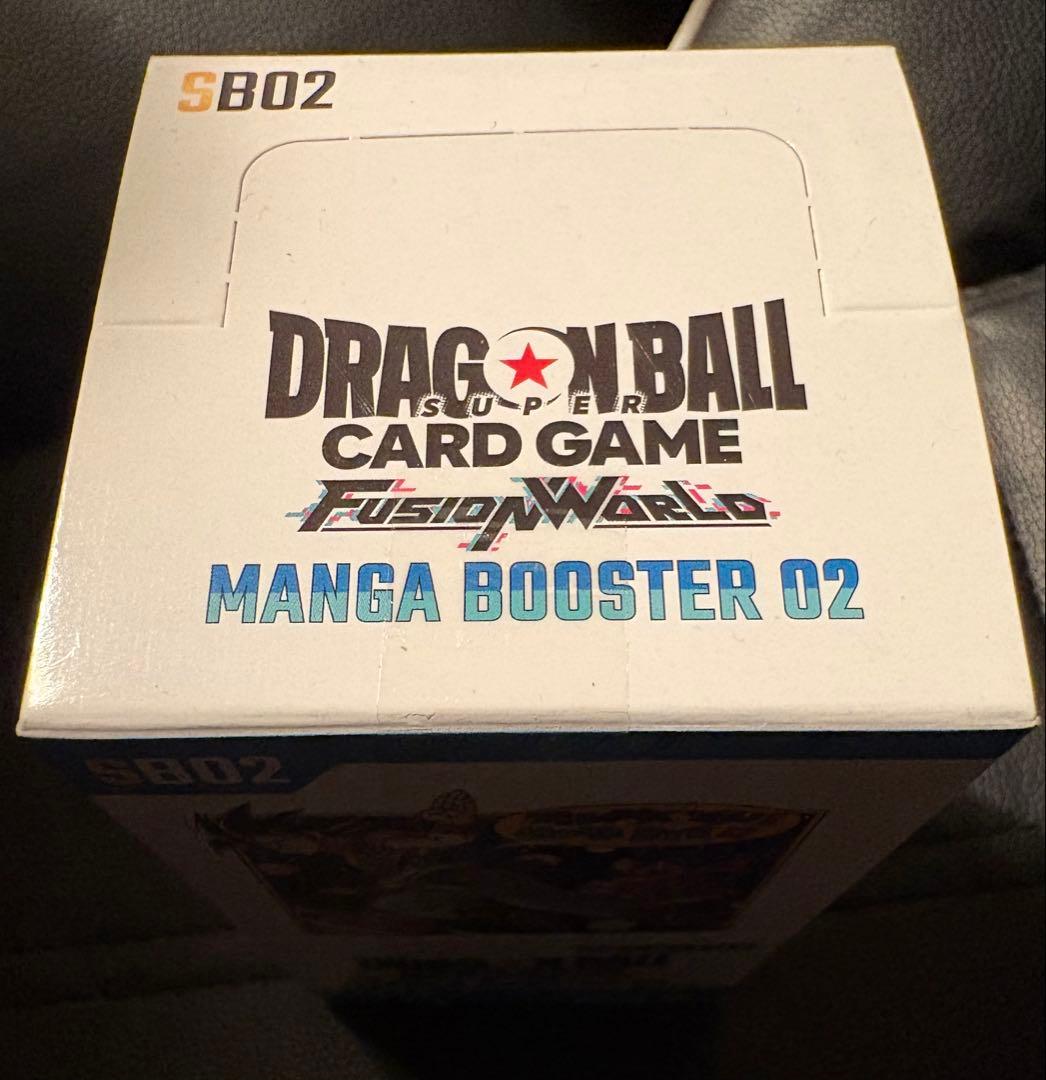 SB02
DRAGON BALL
SUPER
CARD GAME
FUSION WORLD
MANGA BOOSTER 02
SB02